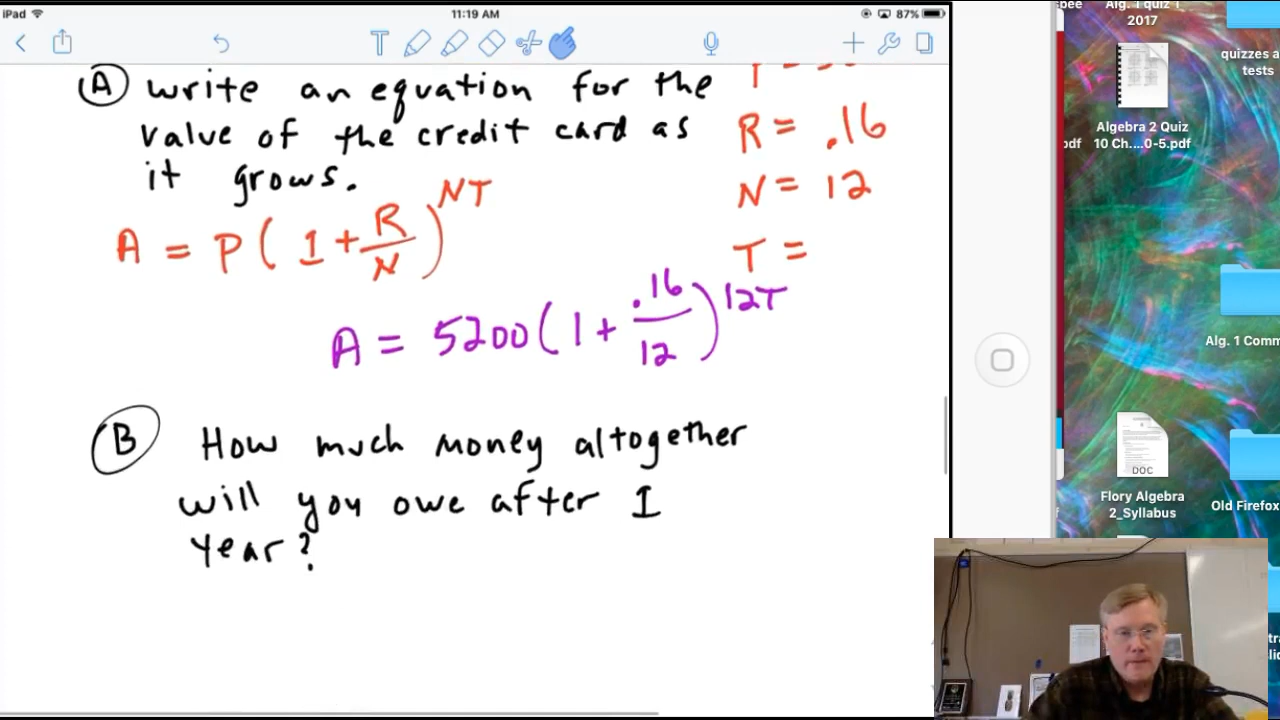 iPad
11:19 AM
87%
Ⓐ write an equation for the
value of the credit card as
it grows.
R = .16
N = 12
T =
A = P(1+R/N)^NT
A = 5200(1+.16/12)^12T
Ⓑ How much money altogether
will you owe after 1
year?
Alg. 1 quiz 1
2017
quizzes a
tests
Algebra 2 Quiz
10 Ch....0-5.pdf
pdf
Alg. 1 Comm
DOC
Flory Algebra
2_Syllabus
Old Firefox